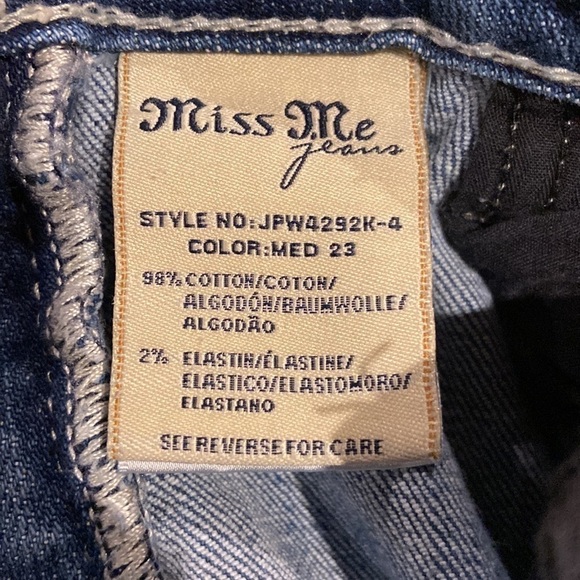 Miss Me
jeans
STYLE NO:JPW4292K-4
COLOR:MED 23
98% COTTON/COTON/
ALGODÓN/BAUMWOLLE/
ALGODÃO
2% ELASTIN/ÉLASTINE/
ELASTICO/ELASTOMORO/
ELASTANO
SEE REVERSE FOR CARE